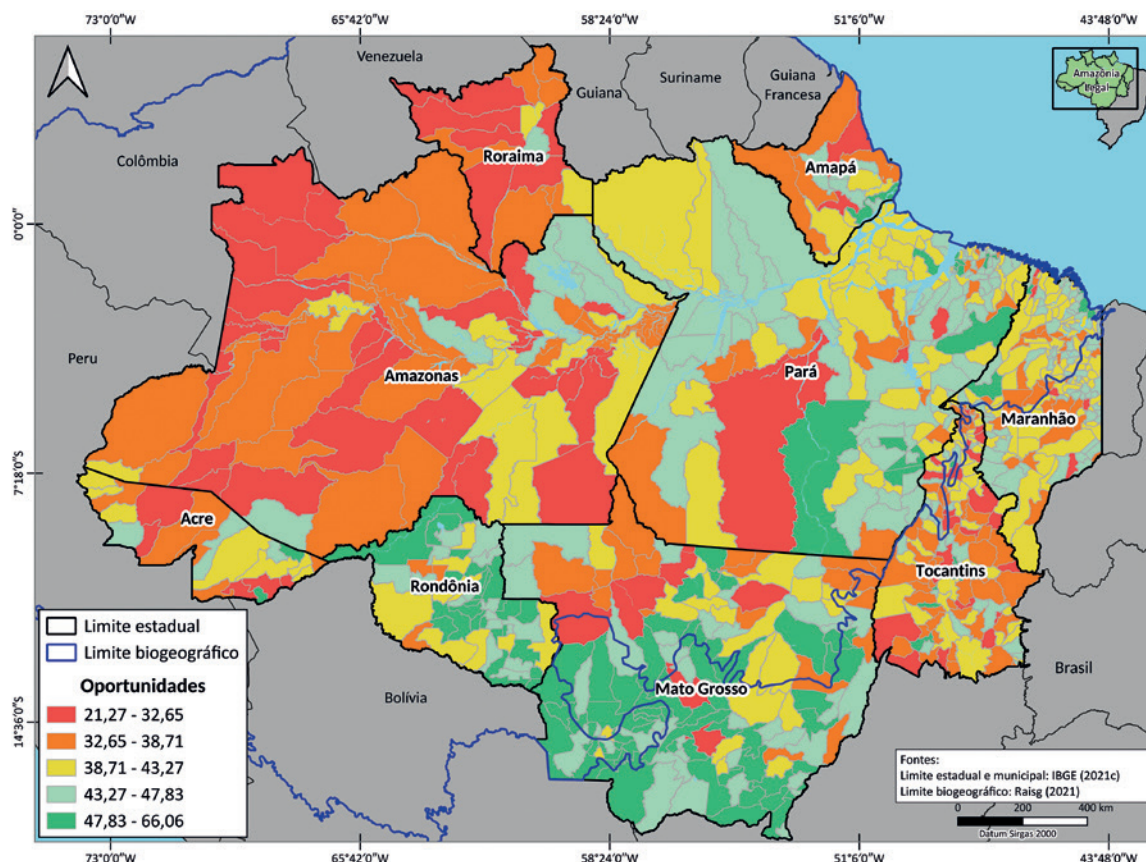 73°0'0"W
65°42'0"W
58°24'0"W
51°6'0"W
43°48'0"W
Venezuela
Guiana
Suriname
Guiana
Francesa
Amazônia
Legal
Colômbia
Roraima
Amapá
0°0'0"
Peru
Amazonas
Pará
Maranhão
7°18'0"S
Acre
Rondônia
Tocantins
Mato Grosso
Bolívia
Brasil
14°36'0"S
Limite estadual
Limite biogeográfico
Oportunidades
21,27 - 32,65
32,65 - 38,71
38,71 - 43,27
43,27 - 47,83
47,83 - 66,06
Fontes:
Limite estadual e municipal: IBGE (2021c)
Limite biogeográfico: Raisg (2021)
0 200 400 km
Datum Sirgas 2000
73°0'0"W
65°42'0"W
58°24'0"W
51°6'0"W
43°48'0"W